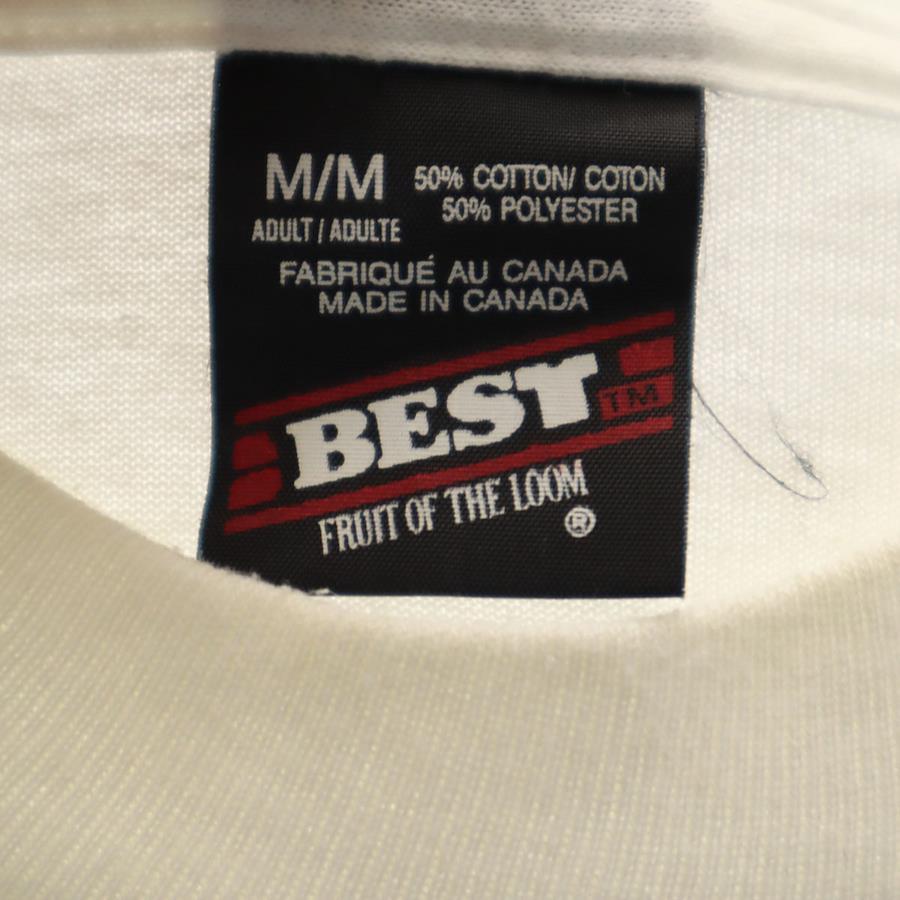 M/M
ADULT / ADULTE
50% COTTON/ COTON
50% POLYESTER
FABRIQUÉ AU CANADA
MADE IN CANADA
BEST TM
FRUIT OF THE LOOM
®